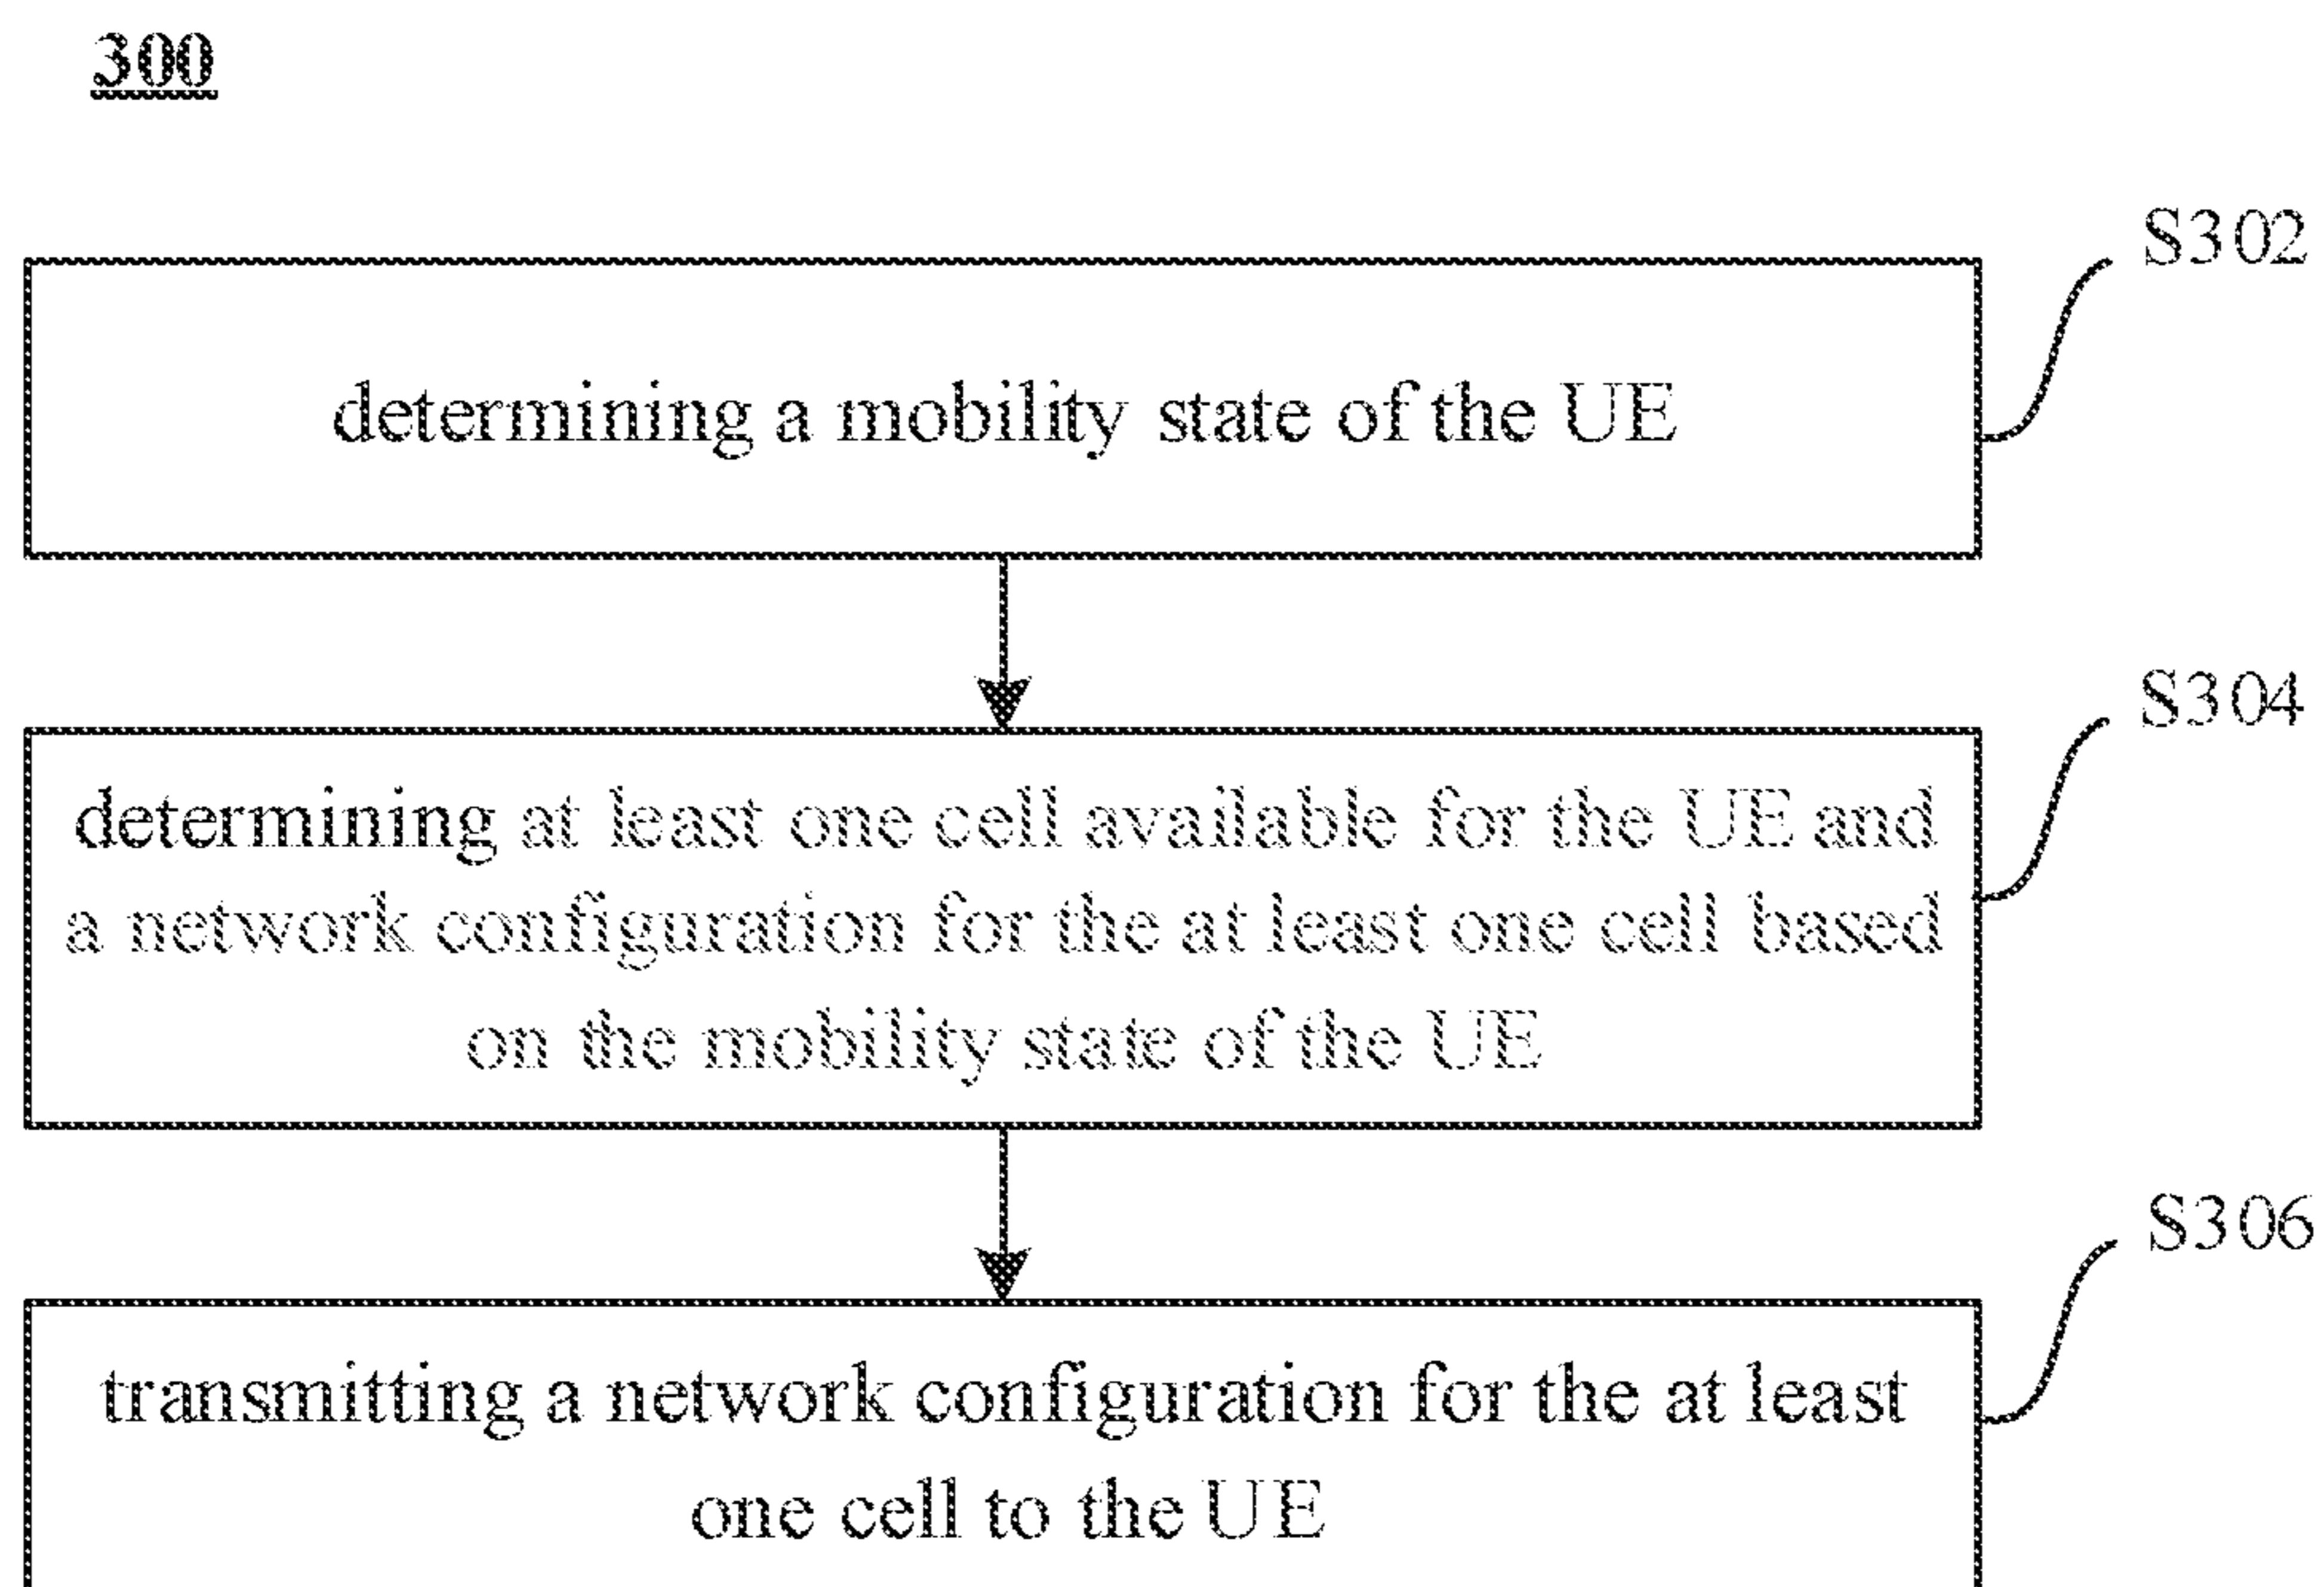 300
S302
determining a mobility state of the UE
S304
determining at least one cell available for the UE and
a network configuration for the at least one cell based
on the mobility state of the UE
S306
transmitting a network configuration for the at least
one cell to the UE